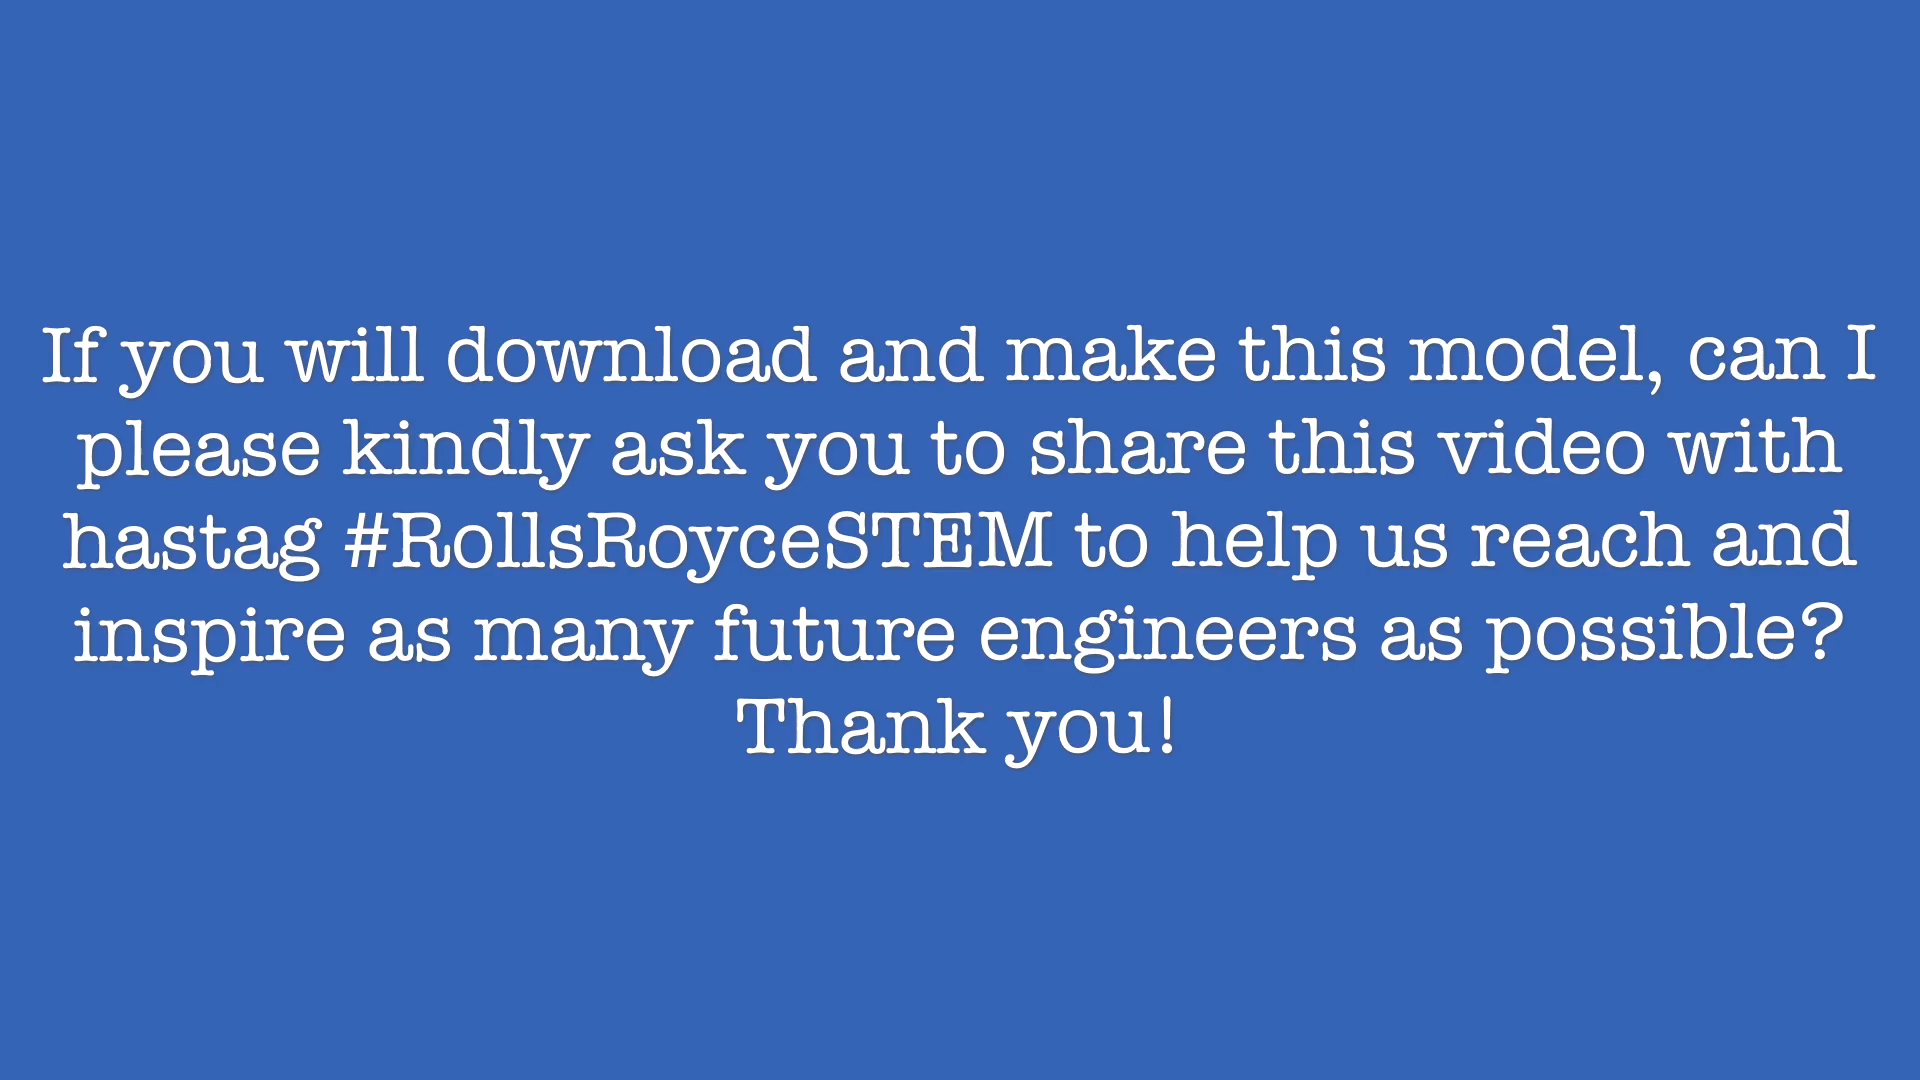 If you will download and make this model, can I
please kindly ask you to share this video with
hastag #RollsRoyceSTEM to help us reach and
inspire as many future engineers as possible?
Thank you!